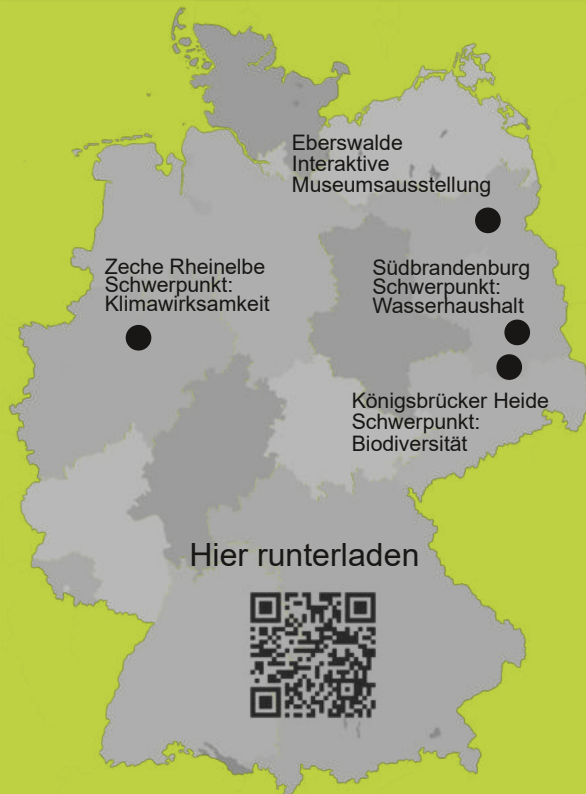 Eberswalde
Interaktive
Museumsausstellung
Zeche Rheinelbe
Schwerpunkt:
Klimawirksamkeit
Südbrandenburg
Schwerpunkt:
Wasserhaushalt
Königsbrücker Heide
Schwerpunkt:
Biodiversität
Hier runterladen